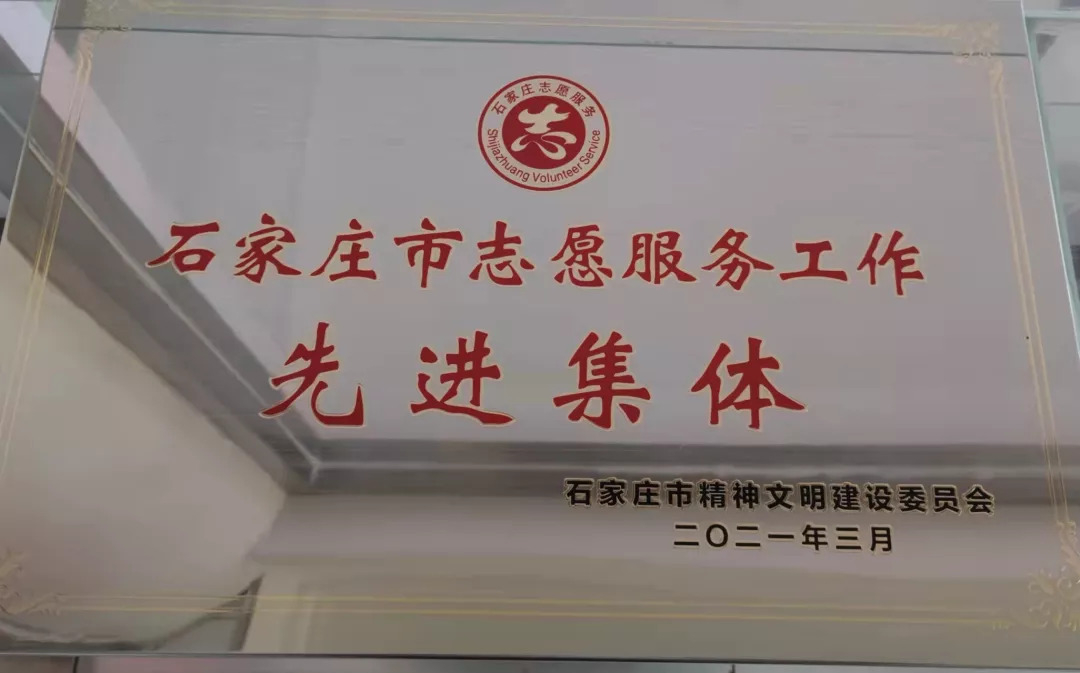 石家庄志愿服务
志
Shijiazhuang Volunteer Service
石家庄市志愿服务工作
先进集体
石家庄市精神文明建设委员会
二〇二一年三月